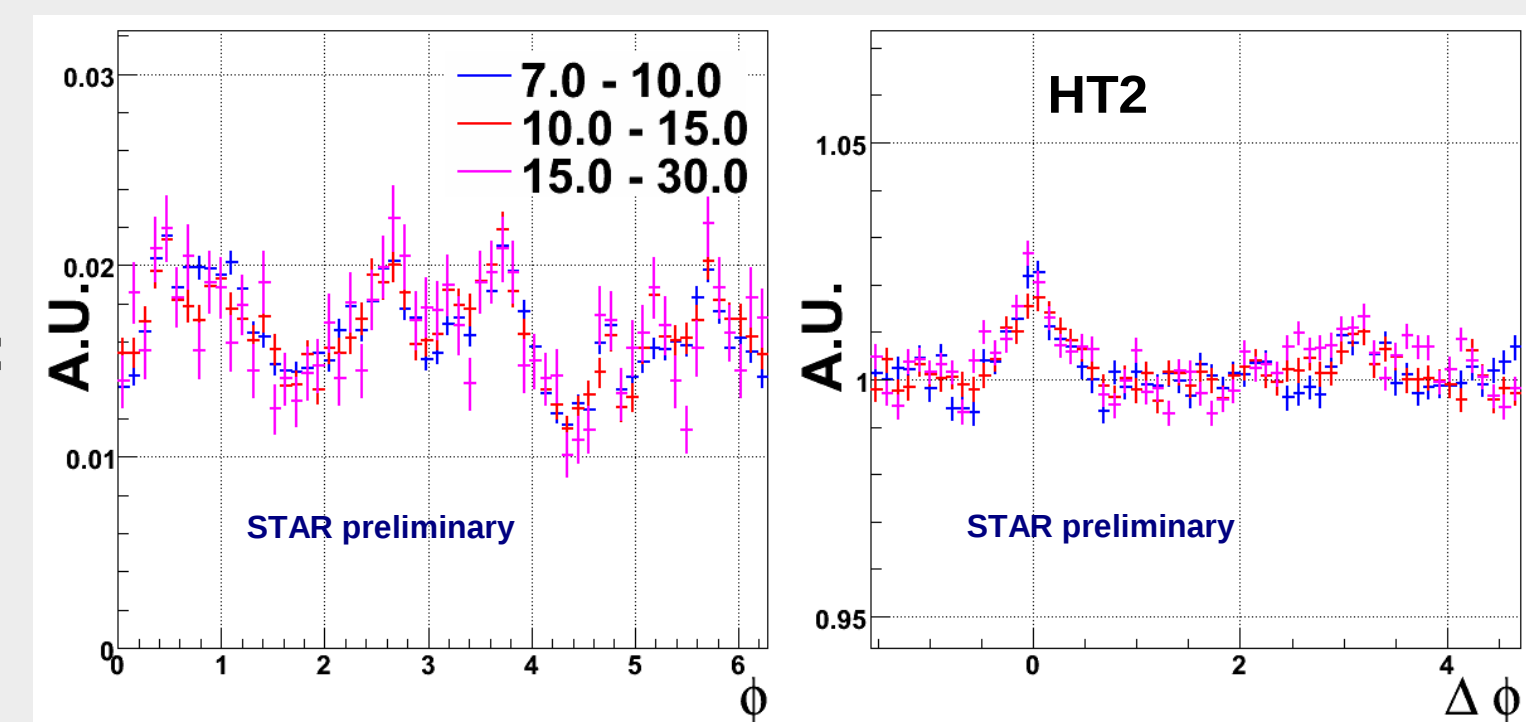 0.03
0.02
0.01
0
A.U.
7.0 - 10.0
10.0 - 15.0
15.0 - 30.0
STAR preliminary
0 1 2 3 4 5 6
ϕ
1.05
1
0.95
A.U.
HT2
STAR preliminary
0 2 4
Δ ϕ